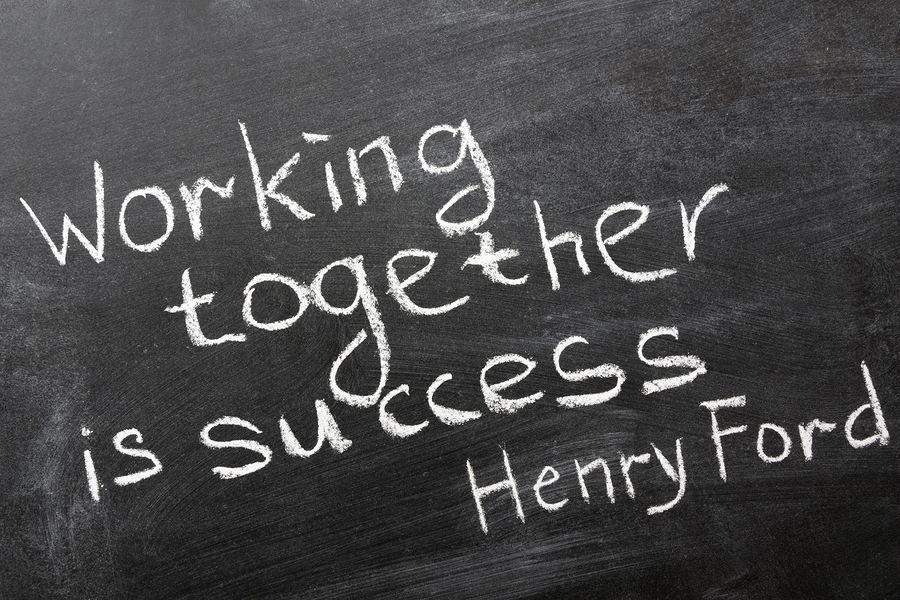 Working
together
is success
Henry Ford